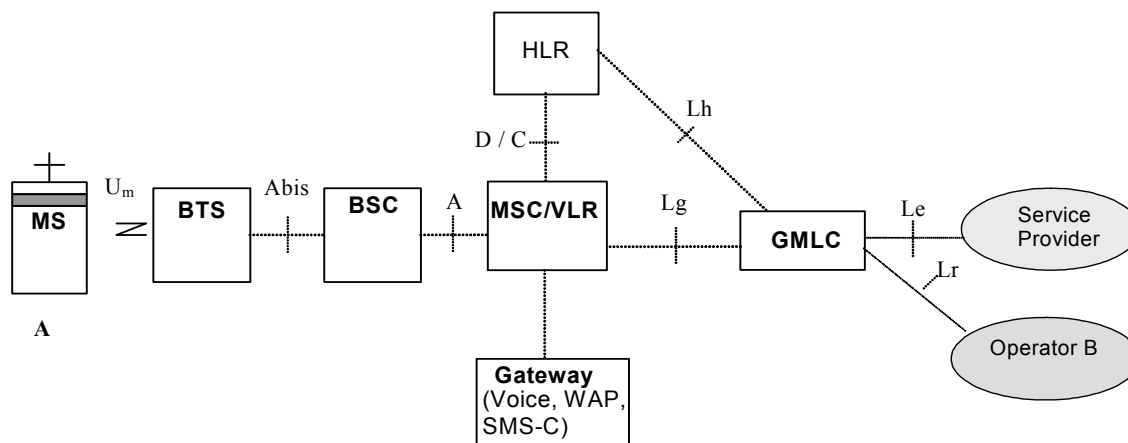 HLR
Lh
D / C
Um
Abis
A
Lg
Le
MS
BTS
BSC
MSC/VLR
GMLC
Service
Provider
Lr
A
Operator B
Gateway
(Voice, WAP,
SMS-C)